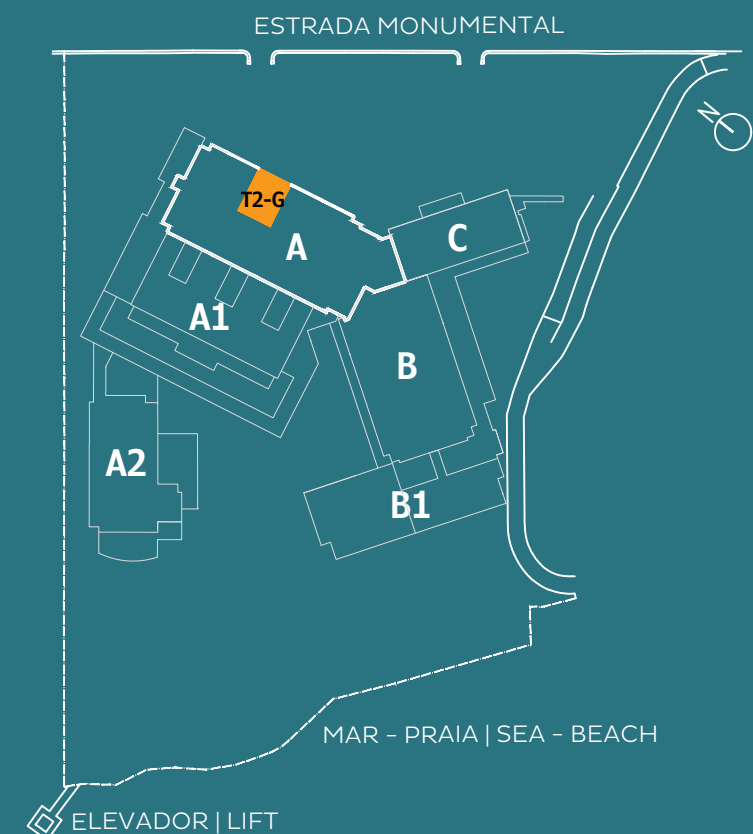 ESTRADA MONUMENTAL
N
T2-G
A
C
A1
B
A2
B1
MAR - PRAIA | SEA - BEACH
ELEVADOR | LIFT